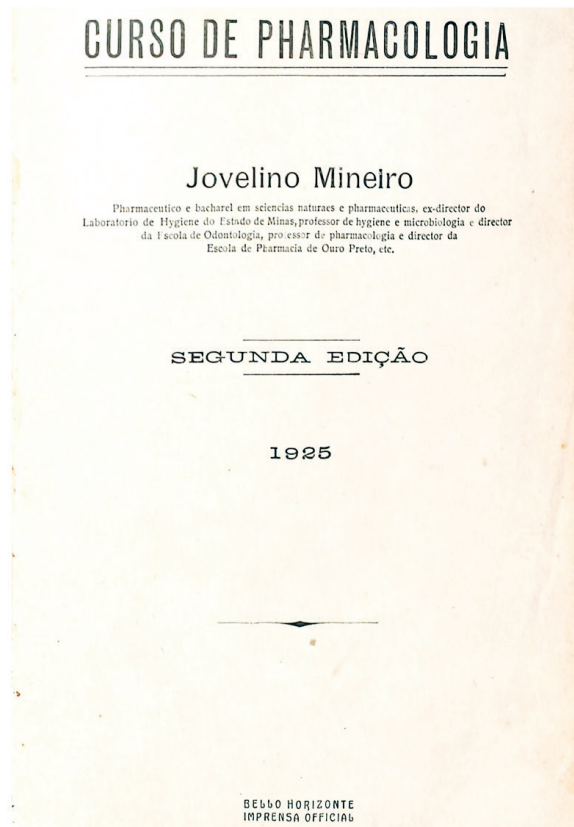 CURSO DE PHARMACOLOGIA
Jovelino Mineiro
Pharmaceutico e bacharel em sciencias naturaes e pharmaceuticas, ex-director do
Laboratorio de Hygiene do Estado de Minas, professor de hygiene e microbiologia e director
da Escola de Odontologia, professor de pharmacologia e director da
Escola de Pharmacia de Ouro Preto, etc.
SEGUNDA EDIÇÃO
1925
BELLO HORIZONTE
IMPRENSA OFFICIAL